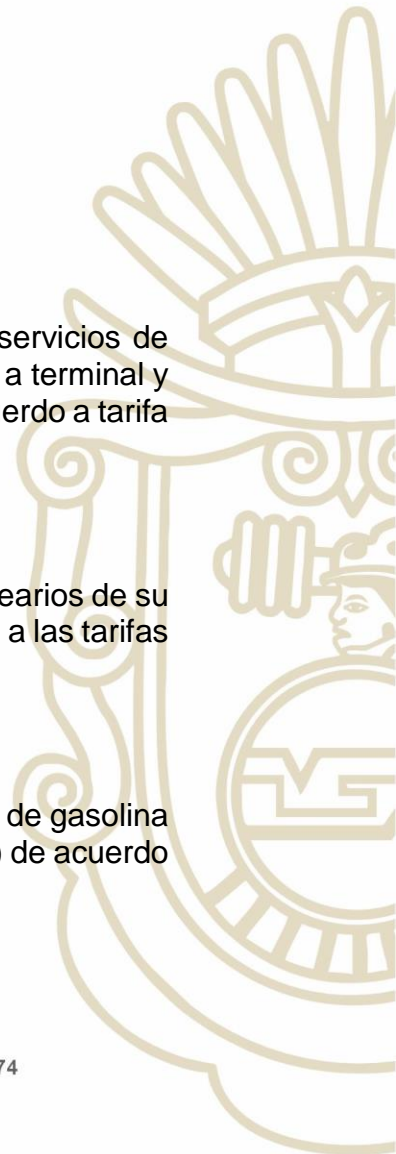 servicios de
a terminal y
erdo a tarifa
earios de su
a las tarifas
de gasolina
) de acuerdo
74